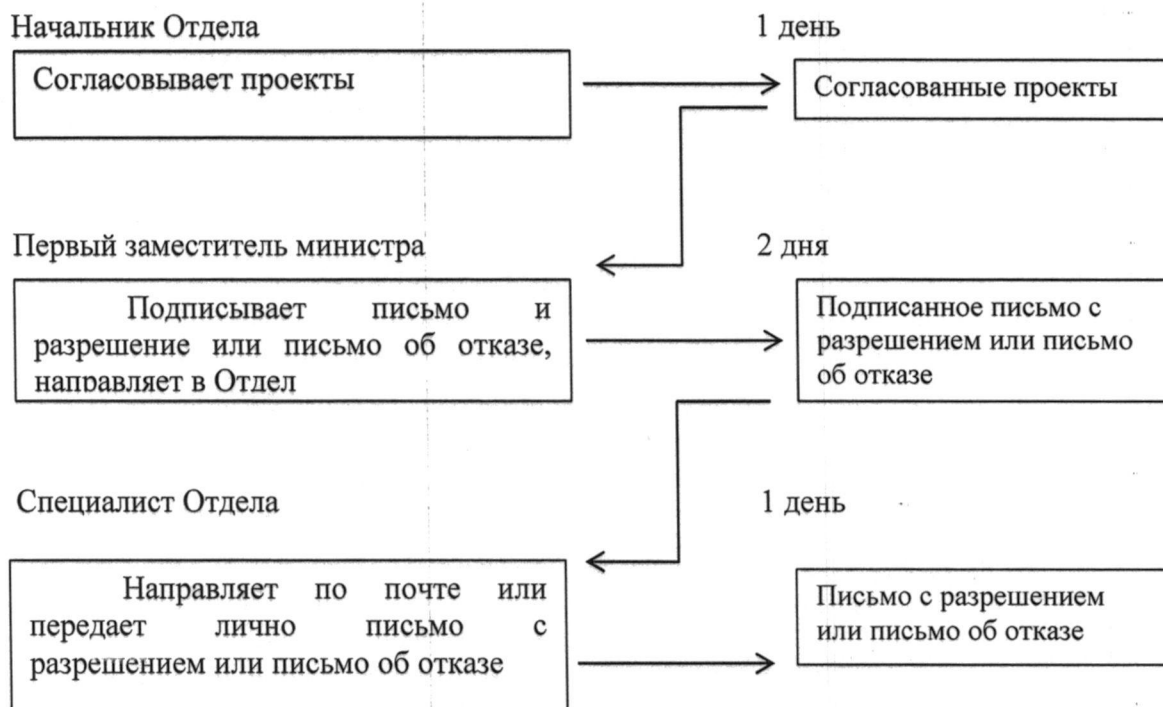 Начальник Отдела
1 день
Согласовывает проекты
Согласованные проекты
Первый заместитель министра
2 дня
Подписывает письмо и
разрешение или письмо об отказе,
направляет в Отдел
Подписанное письмо с
разрешением или письмо
об отказе
Специалист Отдела
1 день
Направляет по почте или
передает лично письмо с
разрешением или письмо об отказе
Письмо с разрешением
или письмо об отказе